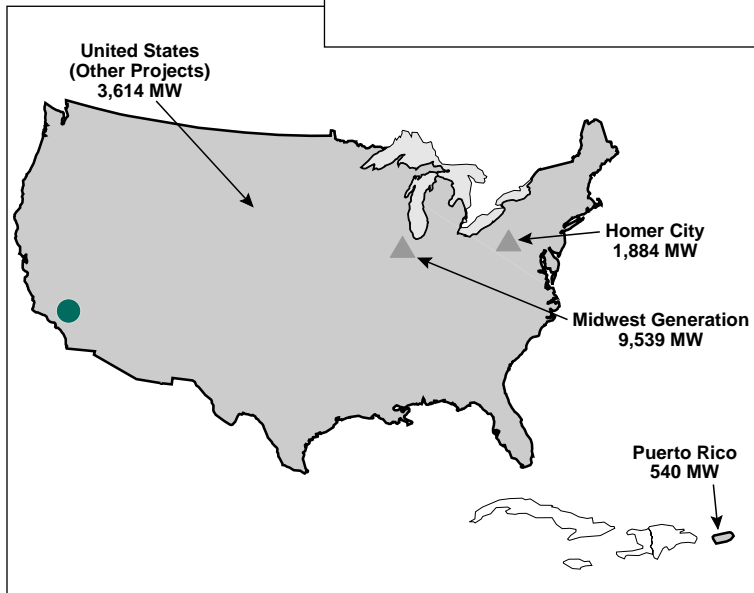 United States
(Other Projects)
3,614 MW
Homer City
1,884 MW
Midwest Generation
9,539 MW
Puerto Rico
540 MW